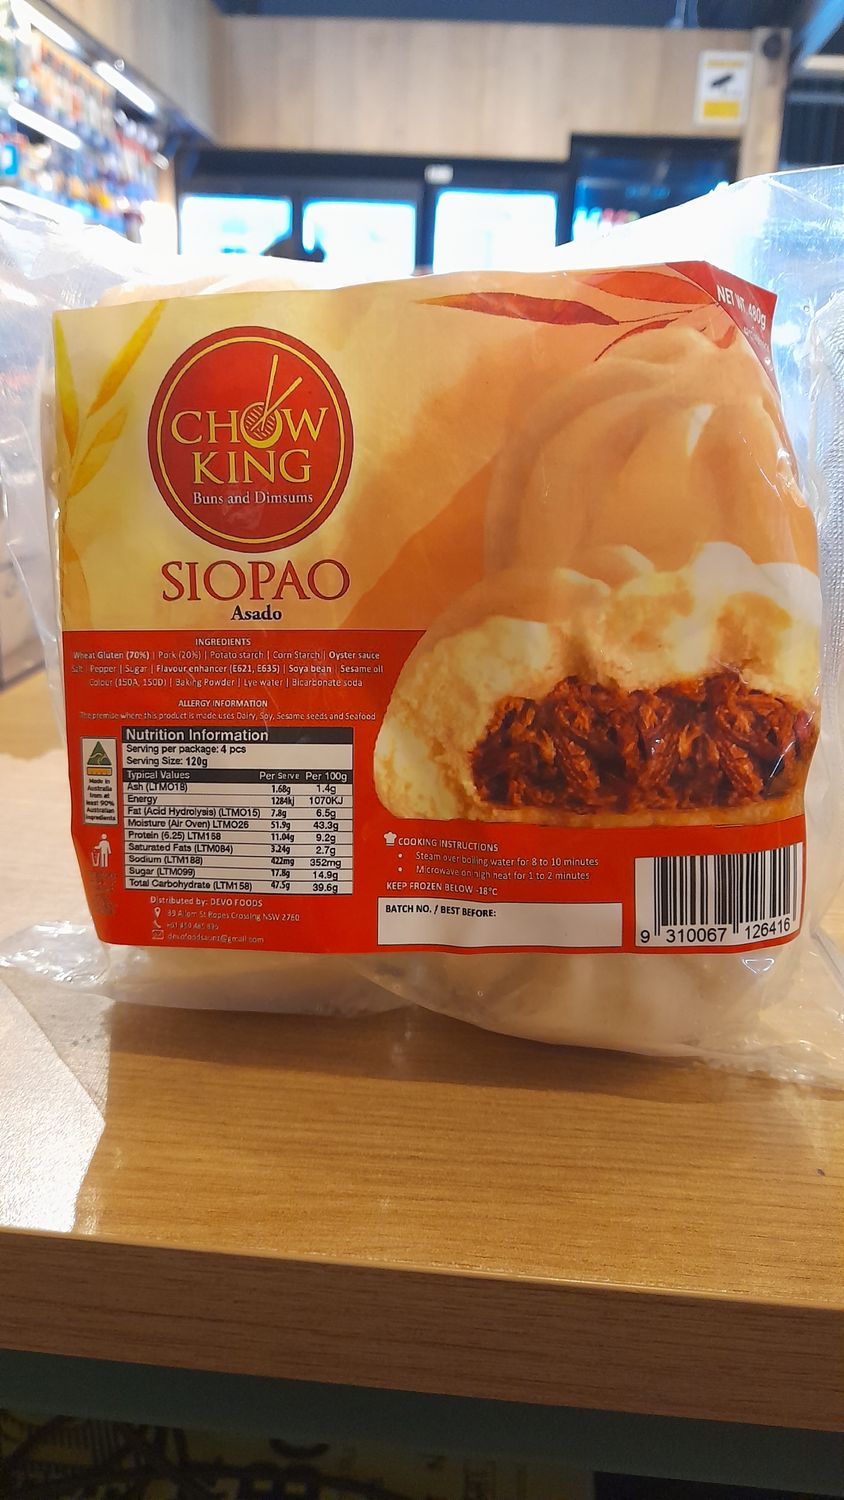 NET WT. 480g
CHOW
KING
Buns and Dimsums
SIOPAO
Asado
INGREDIENTS
Wheat Gluten (70%) | Pork (20%) | Potato starch | Corn Starch | Oyster sauce
Salt | Pepper | Sugar | Flavour enhancer (E621, E635) | Soya bean | Sesame oil
Colour (150A, 150D) | Baking Powder | Lye water | Bicarbonate soda
ALLERGY INFORMATION
The premise where this product is made uses Dairy, Soy, Sesame seeds and Seafood
Made in
Australia
from at
least 90%
Australian
ingredients
Nutrition Information
Serving per package: 4 pcs
Serving Size: 120g
Typical Values Per Serve Per 100g
Ash (LTMO18) 1.68g 1.4g
Energy 1284kj 1070KJ
Fat (Acid Hydrolysis) (LTMO15) 7.8g 6.5g
Moisture (Air Oven) LTMO26 51.9g 43.3g
Protein (6.25) LTM168 11.04g 9.2g
Saturated Fats (LTM084) 3.24g 2.7g
Sodium (LTM188) 422mg 352mg
Sugar (LTM099) 17.8g 14.9g
Total Carbohydrate (LTM158) 47.5g 39.6g
Distributed by: DEVO FOODS
St Ropes Crossing NSW 2760
COOKING INSTRUCTIONS
• Steam over boiling water for 8 to 10 minutes
• Microwave on high heat for 1 to 2 minutes
KEEP FROZEN BELOW -18°C
BATCH NO. / BEST BEFORE:
9 310067 126416